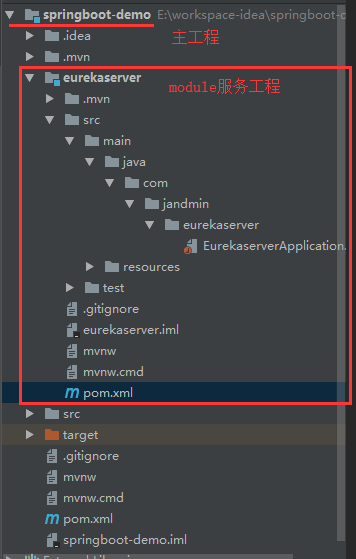 springboot-demo E:\workspace-idea\springboot-d
.idea 主工程
.mvn
eurekaserver
.mvn module服务工程
src
main
java
com
jandmin
eurekaserver
EurekaserverApplication.
resources
test
.gitignore
eurekaserver.iml
mvnw
mvnw.cmd
pom.xml
src
target
.gitignore
mvnw
mvnw.cmd
pom.xml
springboot-demo.iml